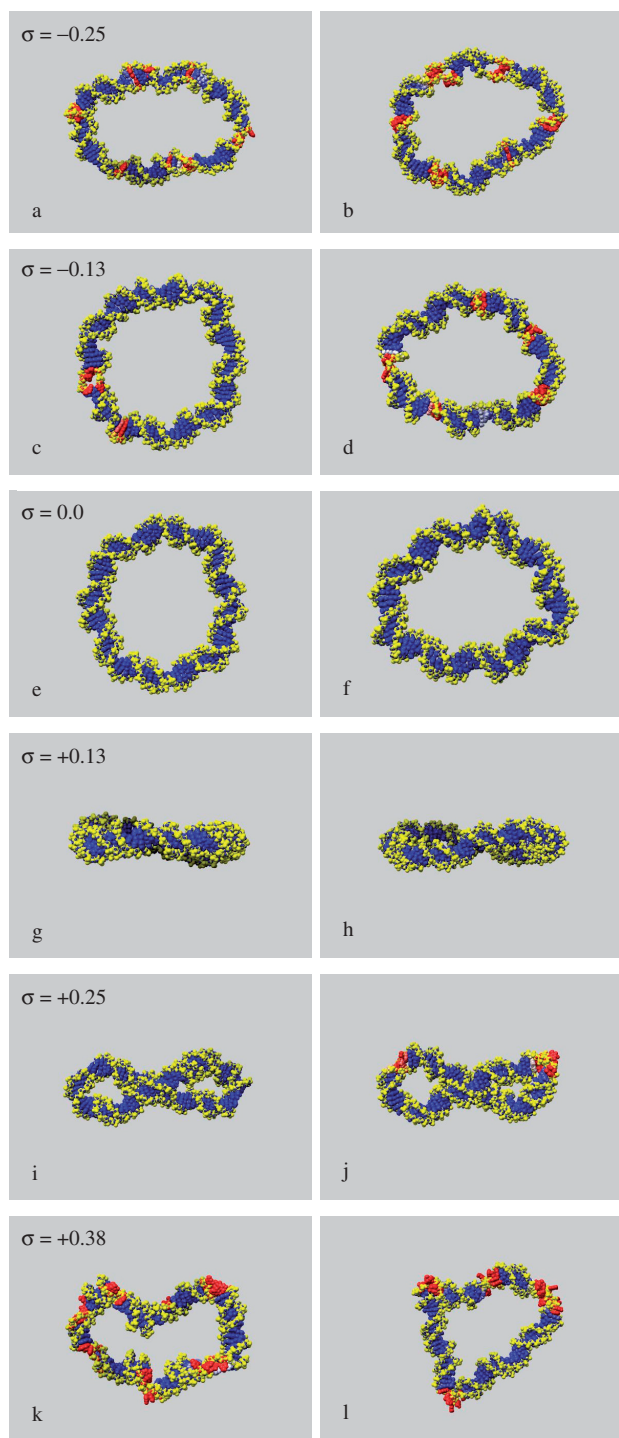 σ = −0.25
a
b
σ = −0.13
c
d
σ = 0.0
e
f
σ = +0.13
g
h
σ = +0.25
i
j
σ = +0.38
k
l